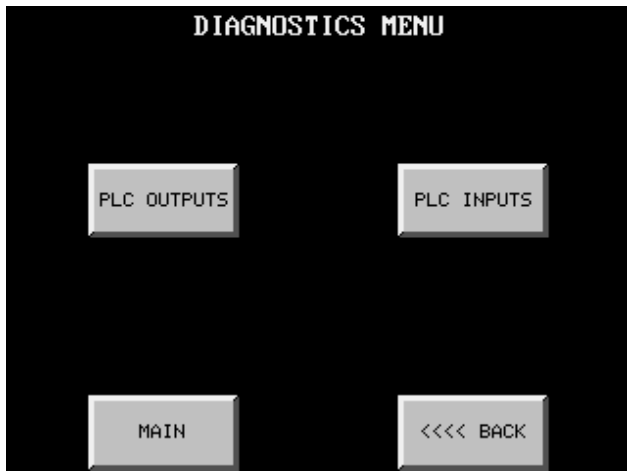 DIAGNOSTICS MENU
PLC OUTPUTS
PLC INPUTS
MAIN
<<<< BACK